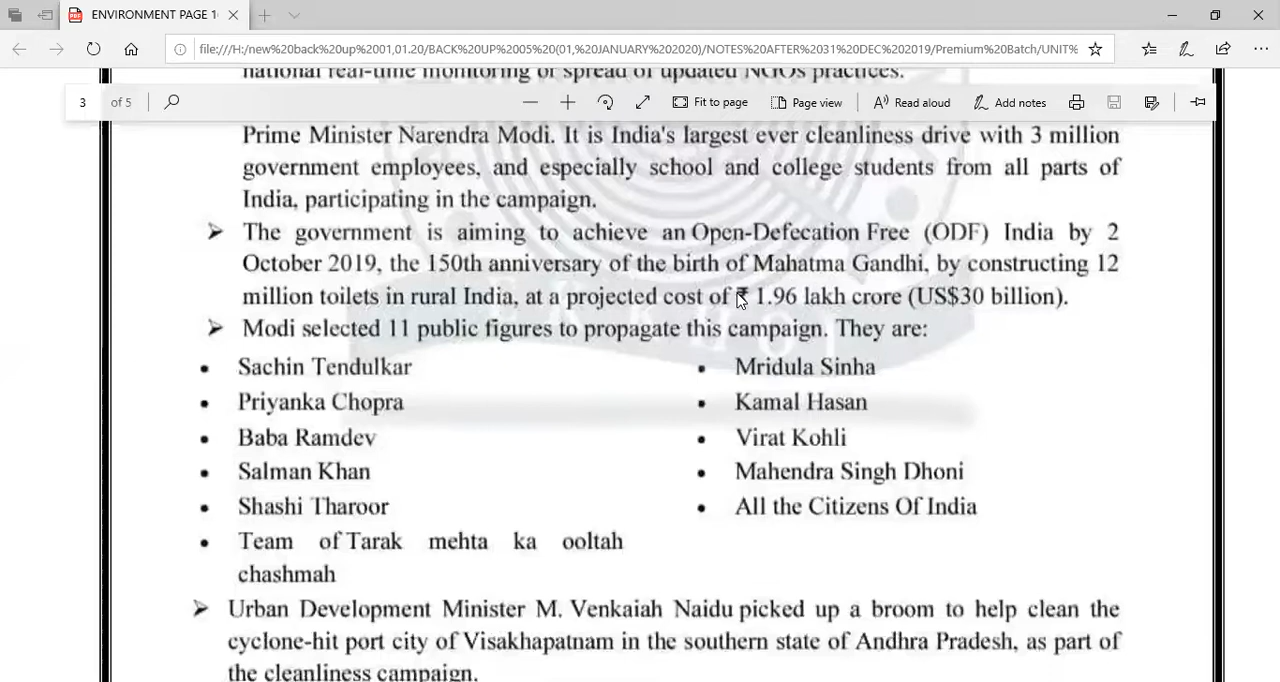 ENVIRONMENT PAGE 1
file:///H:/new%20back%20up%2001,01.20/BACK%20UP%2005%20(01,%20JANUARY%202020)/NOTES%20AFTER%2031%20DEC%202019/Premium%20Batch/UNIT%
national real-time monitoring of spread of updated NGOs practices.
3 of 5 Fit to page Page view Read aloud Add notes
Prime Minister Narendra Modi. It is India's largest ever cleanliness drive with 3 million
government employees, and especially school and college students from all parts of
India, participating in the campaign.
➢ The government is aiming to achieve an Open-Defecation Free (ODF) India by 2
October 2019, the 150th anniversary of the birth of Mahatma Gandhi, by constructing 12
million toilets in rural India, at a projected cost of ₹ 1.96 lakh crore (US$30 billion).
➢ Modi selected 11 public figures to propagate this campaign. They are:
• Sachin Tendulkar
• Priyanka Chopra
• Baba Ramdev
• Salman Khan
• Shashi Tharoor
• Team of Tarak mehta ka ooltah
chashmah
• Mridula Sinha
• Kamal Hasan
• Virat Kohli
• Mahendra Singh Dhoni
• All the Citizens Of India
➢ Urban Development Minister M. Venkaiah Naidu picked up a broom to help clean the
cyclone-hit port city of Visakhapatnam in the southern state of Andhra Pradesh, as part of
the cleanliness campaign.